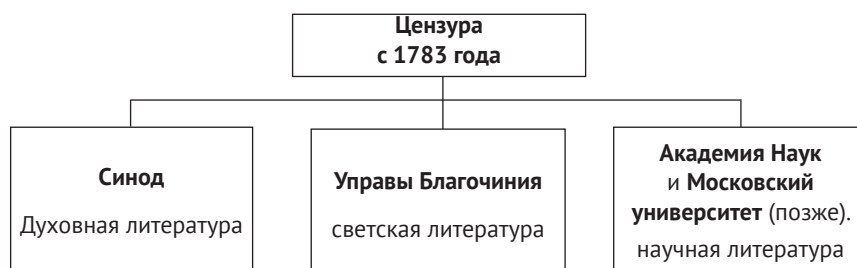 Цензура
с 1783 года
Синод
Духовная литература
Управы Благочиния
светская литература
Академия Наук
и Московский
университет (позже).
научная литература